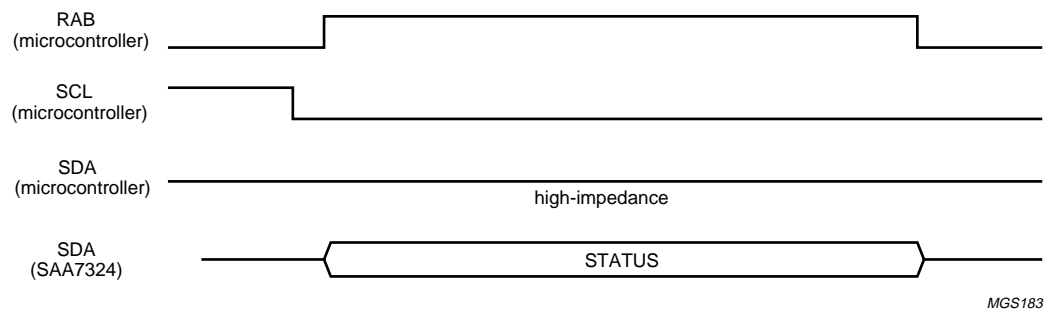 RAB
(microcontroller)
SCL
(microcontroller)
SDA
(microcontroller)
high-impedance
SDA
(SAA7324)
STATUS
MGS183